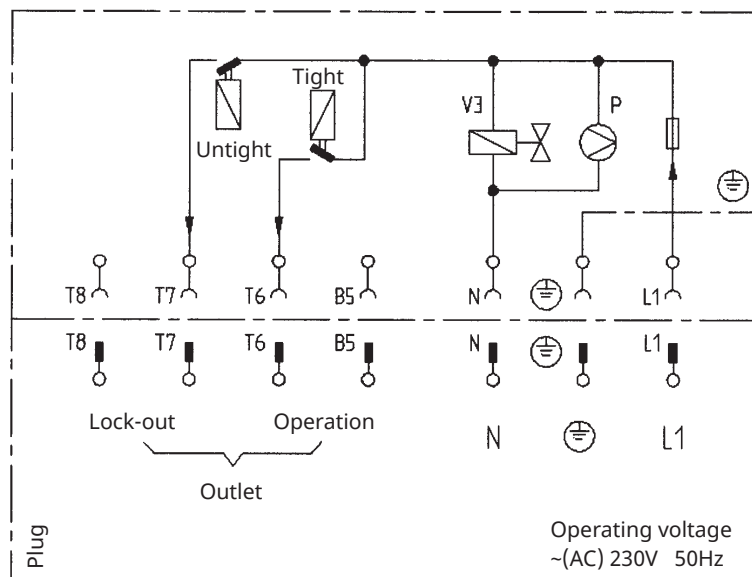 Tight
Untight
V3
P
T8
T7
T6
B5
N
L1
T8
T7
T6
B5
N
L1
Lock-out
Operation
N
L1
Outlet
Plug
Operating voltage
~(AC) 230V 50Hz